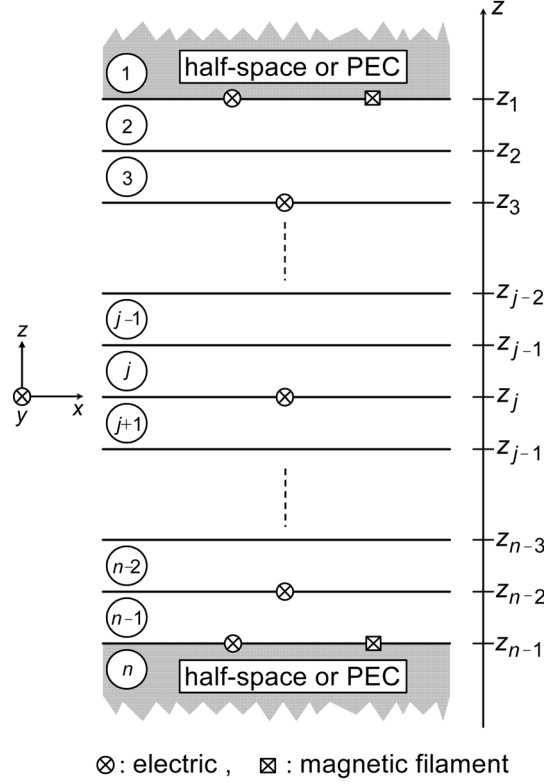 z
1
half-space or PEC
z1
2
z2
3
z3
zj-2
j-1
zj-1
z
j
zj
y
x
j+1
zj-1
zn-3
n-2
zn-2
n-1
zn-1
n
half-space or PEC
⊗ : electric , ⊠ : magnetic filament